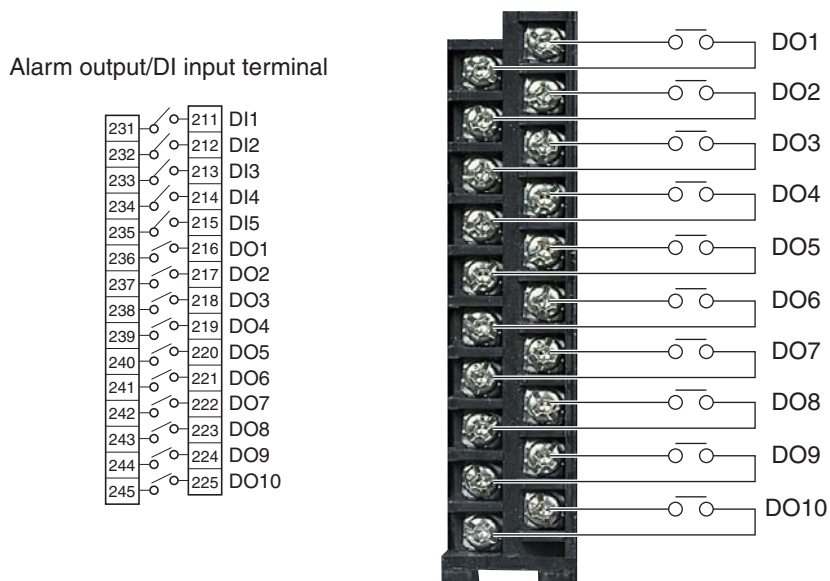 Alarm output/DI input terminal
231 211 DI1
232 212 DI2
233 213 DI3
234 214 DI4
235 215 DI5
236 216 DO1
237 217 DO2
238 218 DO3
239 219 DO4
240 220 DO5
241 221 DO6
242 222 DO7
243 223 DO8
244 224 DO9
245 225 DO10
DO1
DO2
DO3
DO4
DO5
DO6
DO7
DO8
DO9
DO10